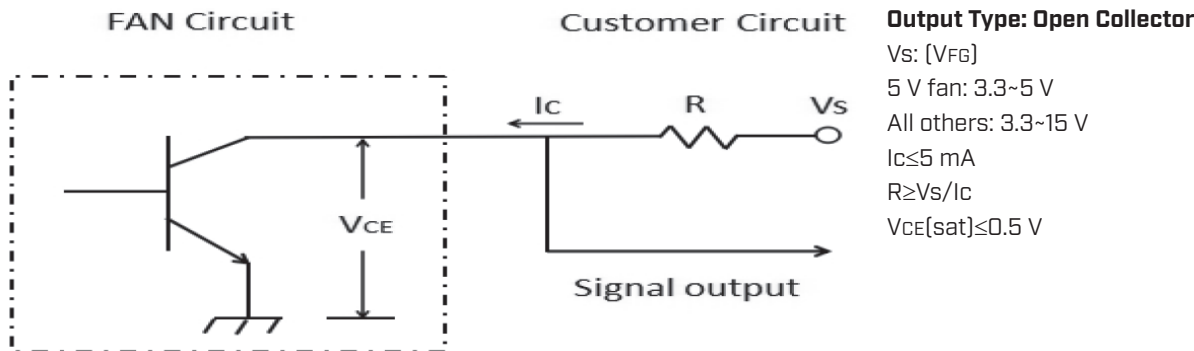 FAN Circuit
Customer Circuit
Ic
R
Vs
VCE
Signal output
Output Type: Open Collector
Vs: (VFG)
5 V fan: 3.3~5 V
All others: 3.3~15 V
Ic≤5 mA
R≥Vs/Ic
VCE(sat)≤0.5 V